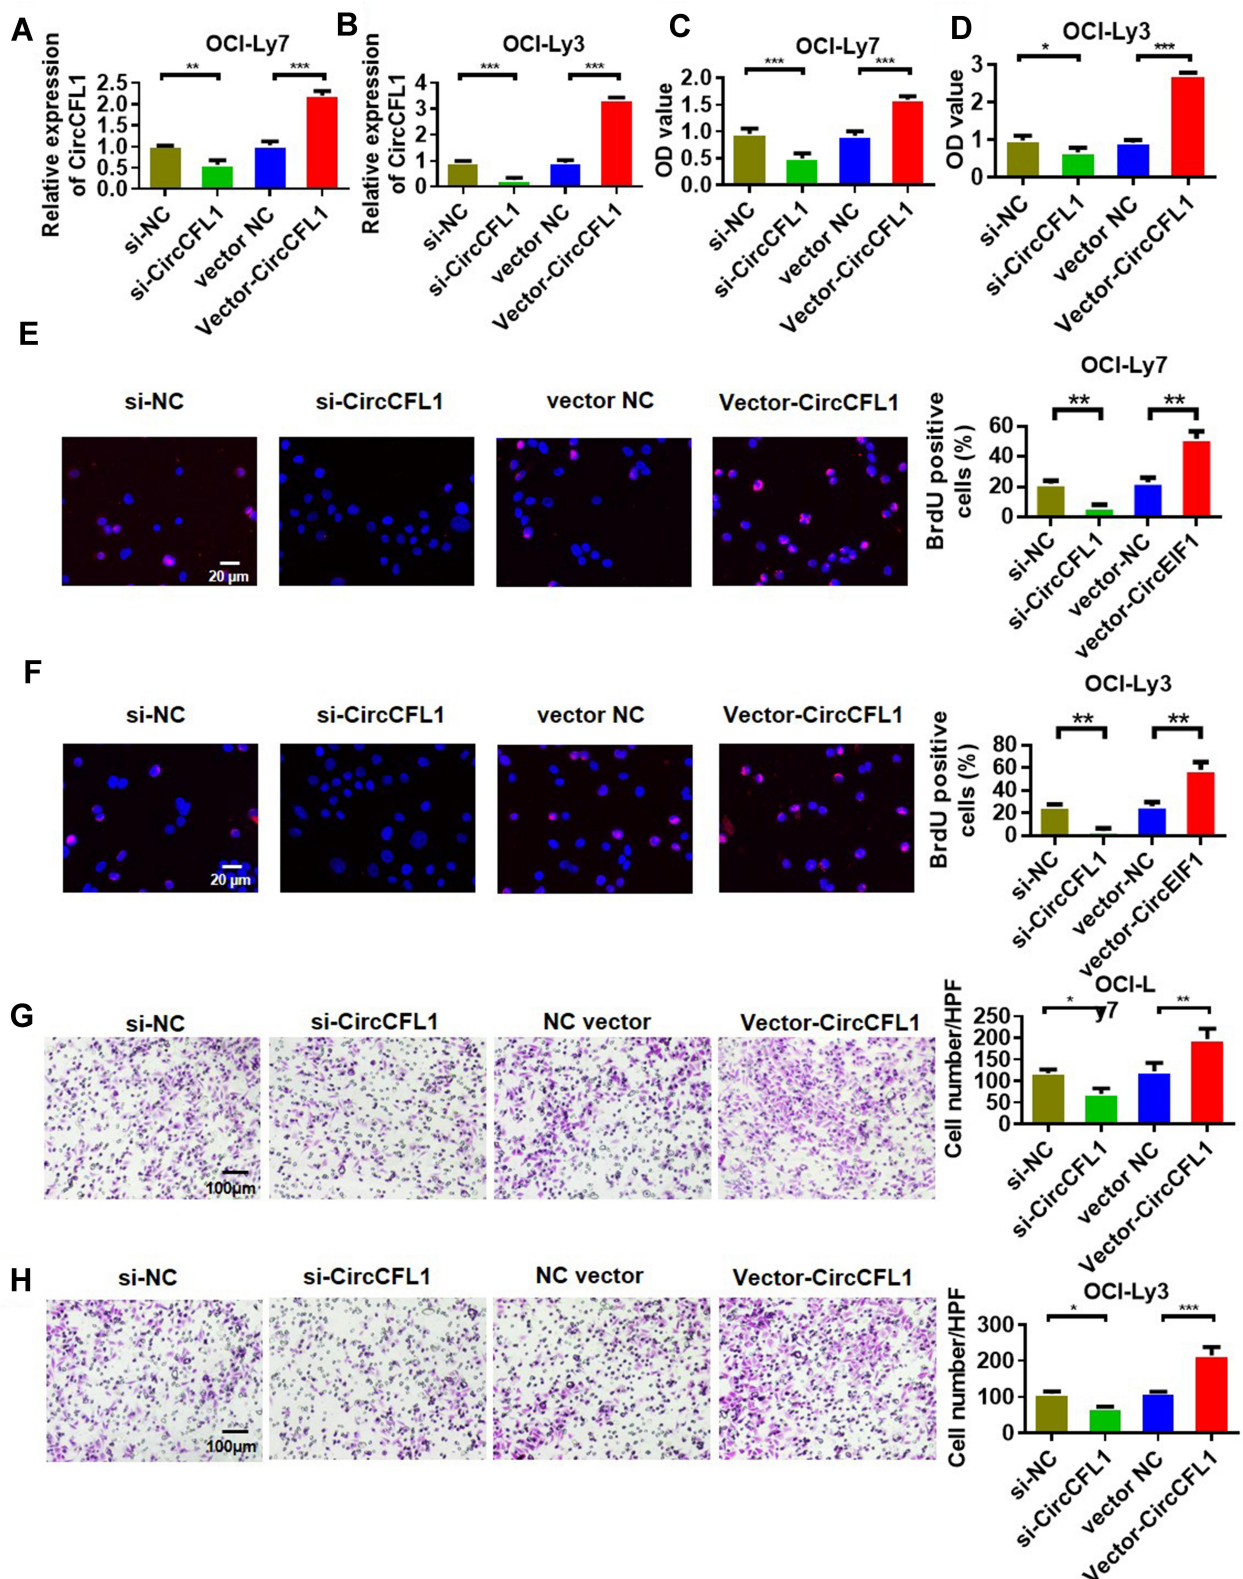 A
OCI-Ly7
Relative expression
of CircCFL1
**
***
2.5
2.0
1.5
1.0
0.5
0.0
si-NC
si-CircCFL1
vector NC
Vector-CircCFL1
B
OCI-Ly3
Relative expression
of CircCFL1
***
***
4
3
2
1
0
si-NC
si-CircCFL1
vector NC
Vector-CircCFL1
C
OCI-Ly7
OD value
***
***
2.0
1.5
1.0
0.5
0.0
si-NC
si-CircCFL1
vector NC
Vector-CircCFL1
D
OCI-Ly3
OD value
*
***
3
2
1
0
si-NC
si-CircCFL1
vector NC
Vector-CircCFL1
E
si-NC
si-CircCFL1
vector NC
Vector-CircCFL1
20 µm
OCI-Ly7
BrdU positive
cells (%)
**
**
60
40
20
0
si-NC
si-CircCFL1
vector-NC
vector-CircEIF1
F
si-NC
si-CircCFL1
vector NC
Vector-CircCFL1
20 µm
OCI-Ly3
BrdU positive
cells (%)
**
**
80
60
40
20
0
si-NC
si-CircCFL1
vector-NC
vector-CircEIF1
G
si-NC
si-CircCFL1
NC vector
Vector-CircCFL1
100µm
OCI-L
y7
Cell number/HPF
*
**
250
200
150
100
50
0
si-NC
si-CircCFL1
vector NC
Vector-CircCFL1
H
si-NC
si-CircCFL1
NC vector
Vector-CircCFL1
100µm
OCI-Ly3
Cell number/HPF
*
***
300
200
100
0
si-NC
si-CircCFL1
vector NC
Vector-CircCFL1